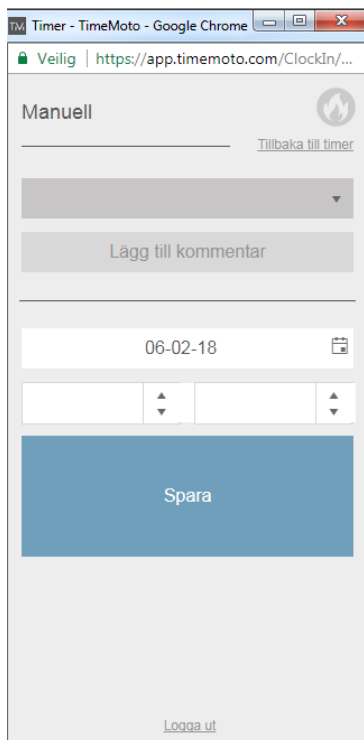 TM Timer - TimeMoto - Google Chrome
Veilig https://app.timemoto.com/ClockIn/...
Manuell
Tillbaka till timer
Lägg till kommentar
06-02-18
Spara
Logga ut